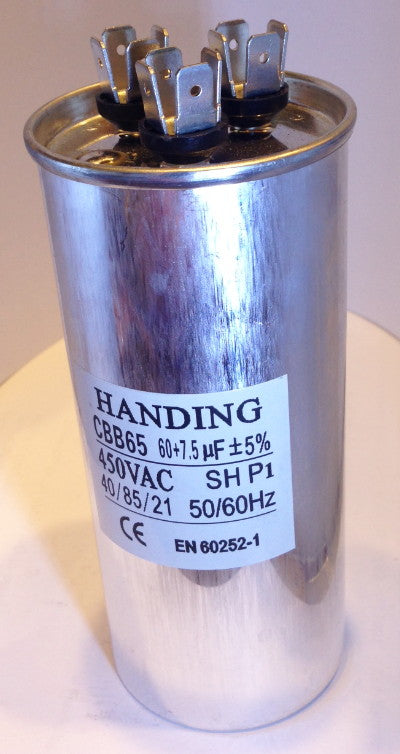 HANDING
CBB65 60+7.5 μF ± 5%
450VAC SH P1
40/85/21 50/60Hz
CE EN 60252-1